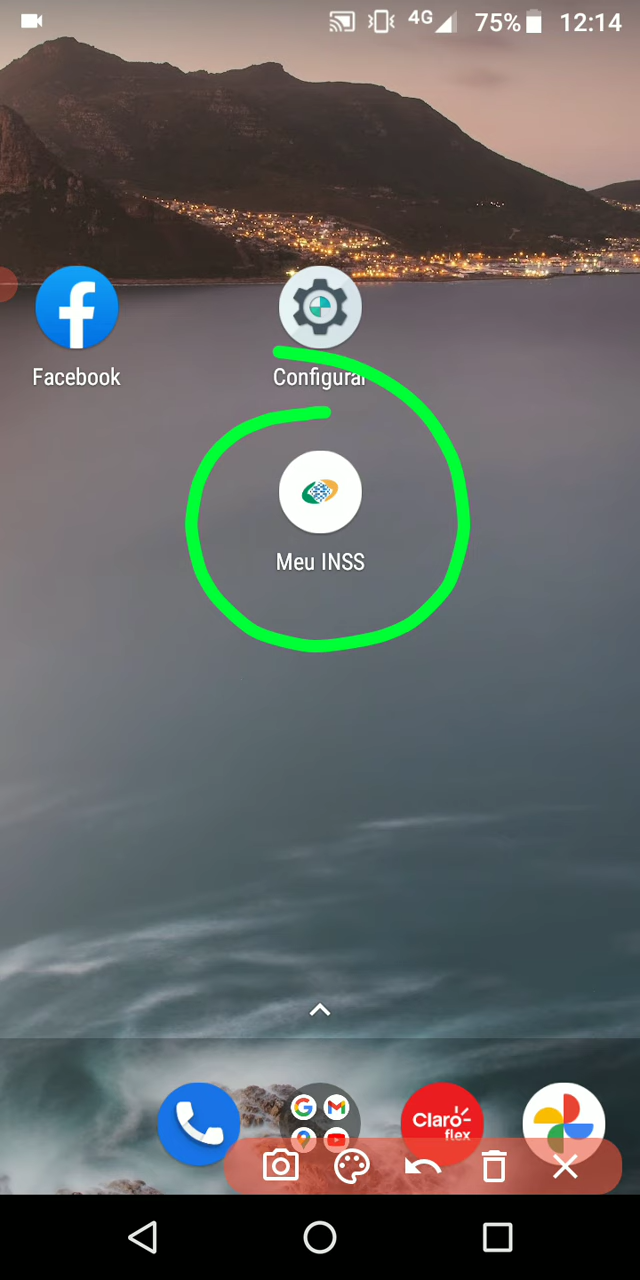 4G 75% 12:14
Facebook
Configurar
Meu INSS
Claro-
flex